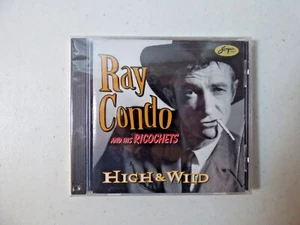 Ray
Condo
AND HIS RICOCHETS
HIGH & WILD